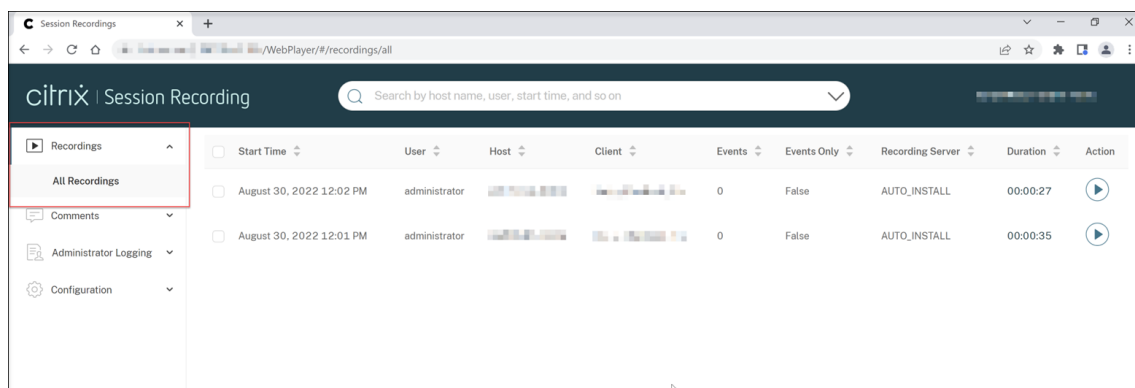 Session Recordings
/WebPlayer/#/recordings/all
citrix | Session Recording
Search by host name, user, start time, and so on
Recordings
All Recordings
Comments
Administrator Logging
Configuration
Start Time User Host Client Events Events Only Recording Server Duration Action
August 30, 2022 12:02 PM administrator 0 False AUTO_INSTALL 00:00:27
August 30, 2022 12:01 PM administrator 0 False AUTO_INSTALL 00:00:35